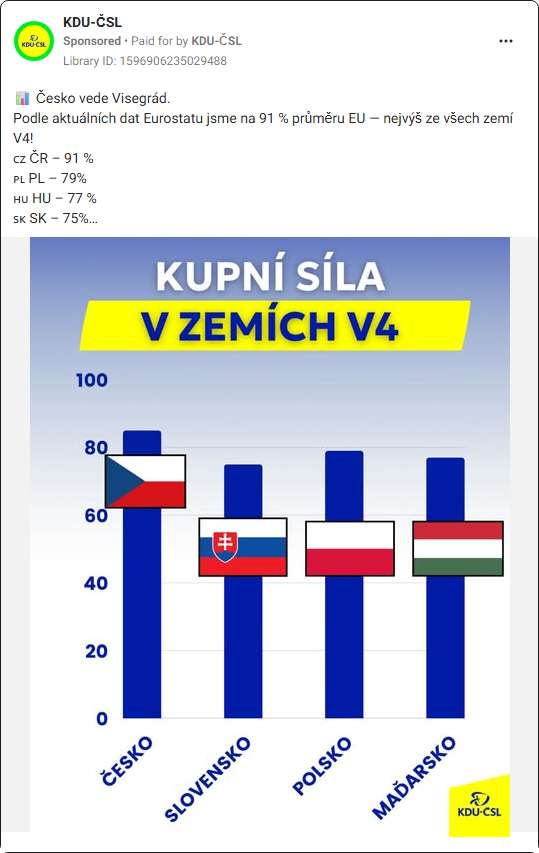 KDU-ČSL
KDU-ČSL
Sponsored • Paid for by KDU-ČSL
Library ID: 1596906235029488
📊 Česko vede Visegrád.
Podle aktuálních dat Eurostatu jsme na 91 % průměru EU — nejvýš ze všech zemí
V4!
CZ ČR – 91 %
PL PL – 79%
HU HU – 77 %
SK SK – 75%...
KUPNÍ SÍLA
V ZEMÍCH V4
100
80
60
40
20
0
ČESKO
SLOVENSKO
POLSKO
MAĎARSKO
KDU-ČSL